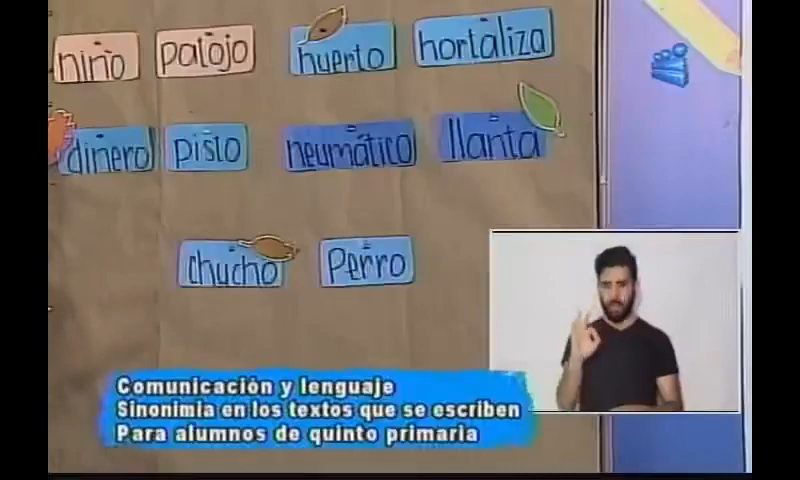 niño patojo huerto hortaliza
dinero pisto neumático llanta
chucho perro
Comunicación y lenguaje
Sinonimia en los textos que se escriben
Para alumnos de quinto primaria